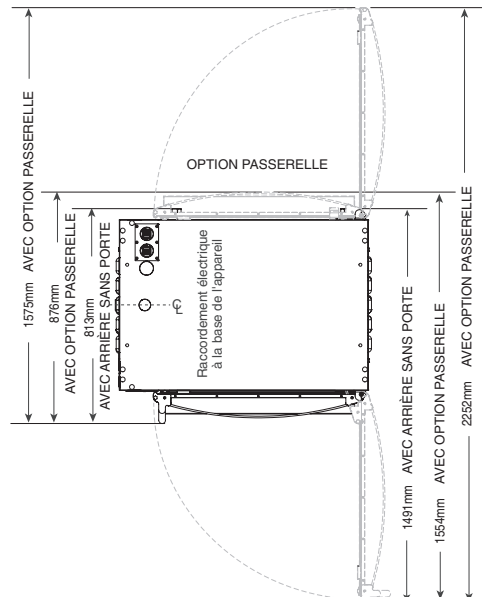 OPTION PASSERELLE
1575mm AVEC OPTION PASSERELLE
876mm
AVEC OPTION PASSERELLE
813mm
AVEC ARRIÈRE SANS PORTE
Raccordement électrique
à la base de l'appareil
C
L
1491mm AVEC ARRIÈRE SANS PORTE
1554mm AVEC OPTION PASSERELLE
2252mm AVEC OPTION PASSERELLE